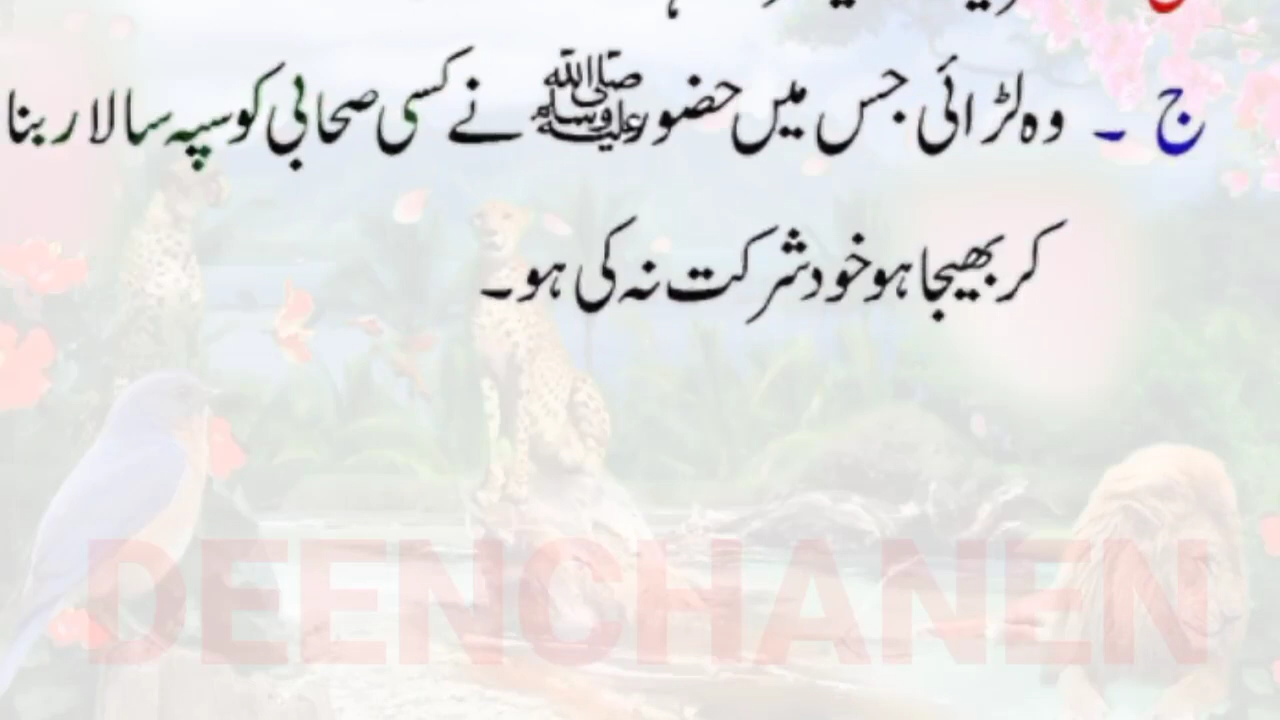 ج ۔ وہ لڑائی جس میں حضور ﷺ نے کسی صحابی کو سپہ سالار بنا
کر بھیجا ہو خود شرکت نہ کی ہو۔
DEENCHANEN